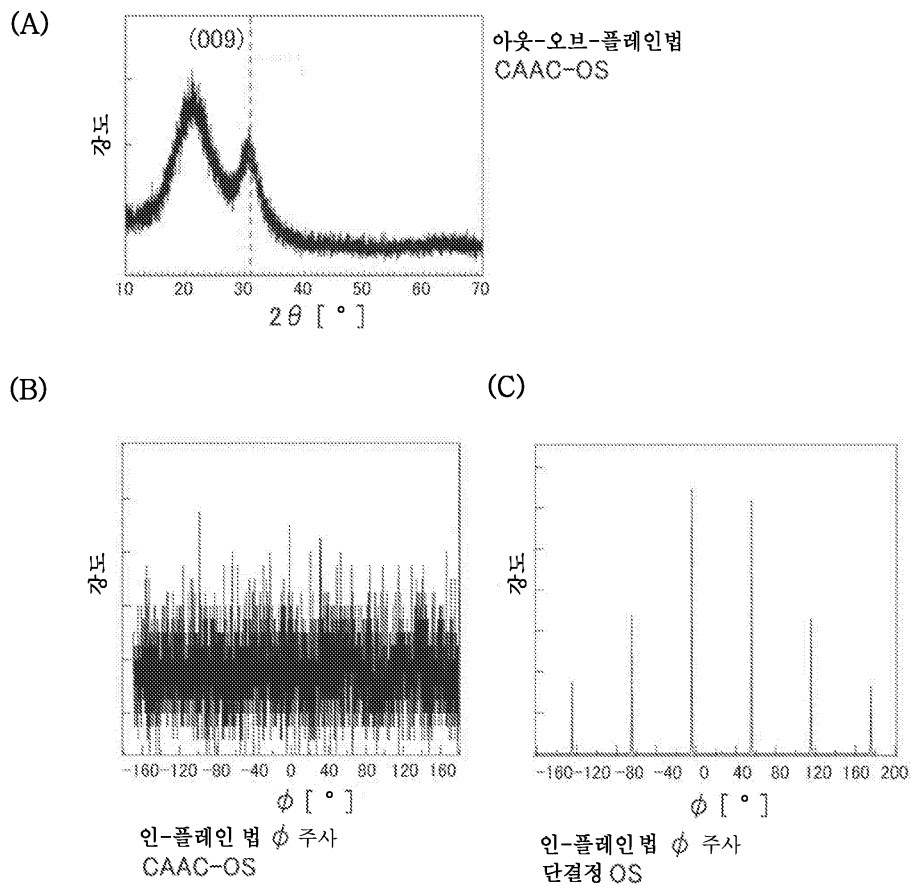 (A)
(009)
아웃-오브-플레인법
CAAC-OS
강도
10 20 30 40 50 60 70
2θ [ ° ]
(B)
(C)
강도
강도
-160 -120 -80 -40 0 40 80 120 160
-160 -120 -80 -40 0 40 80 120 160 200
ϕ [ ° ]
ϕ [ ° ]
인-플레인 법 ϕ 주사
CAAC-OS
인-플레인법 ϕ 주사
단결정 OS